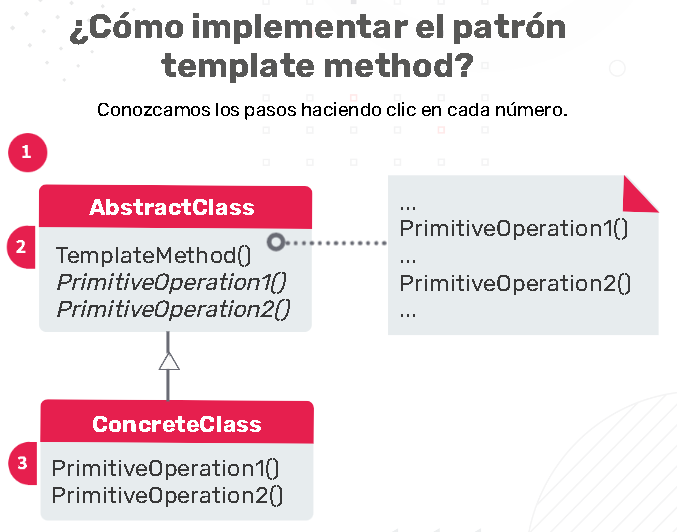 ¿Cómo implementar el patrón
template method?
Conozcamos los pasos haciendo clic en cada número.
1
AbstractClass
2
TemplateMethod()
PrimitiveOperation1()
PrimitiveOperation2()
...
PrimitiveOperation1()
...
PrimitiveOperation2()
...
ConcreteClass
3
PrimitiveOperation1()
PrimitiveOperation2()